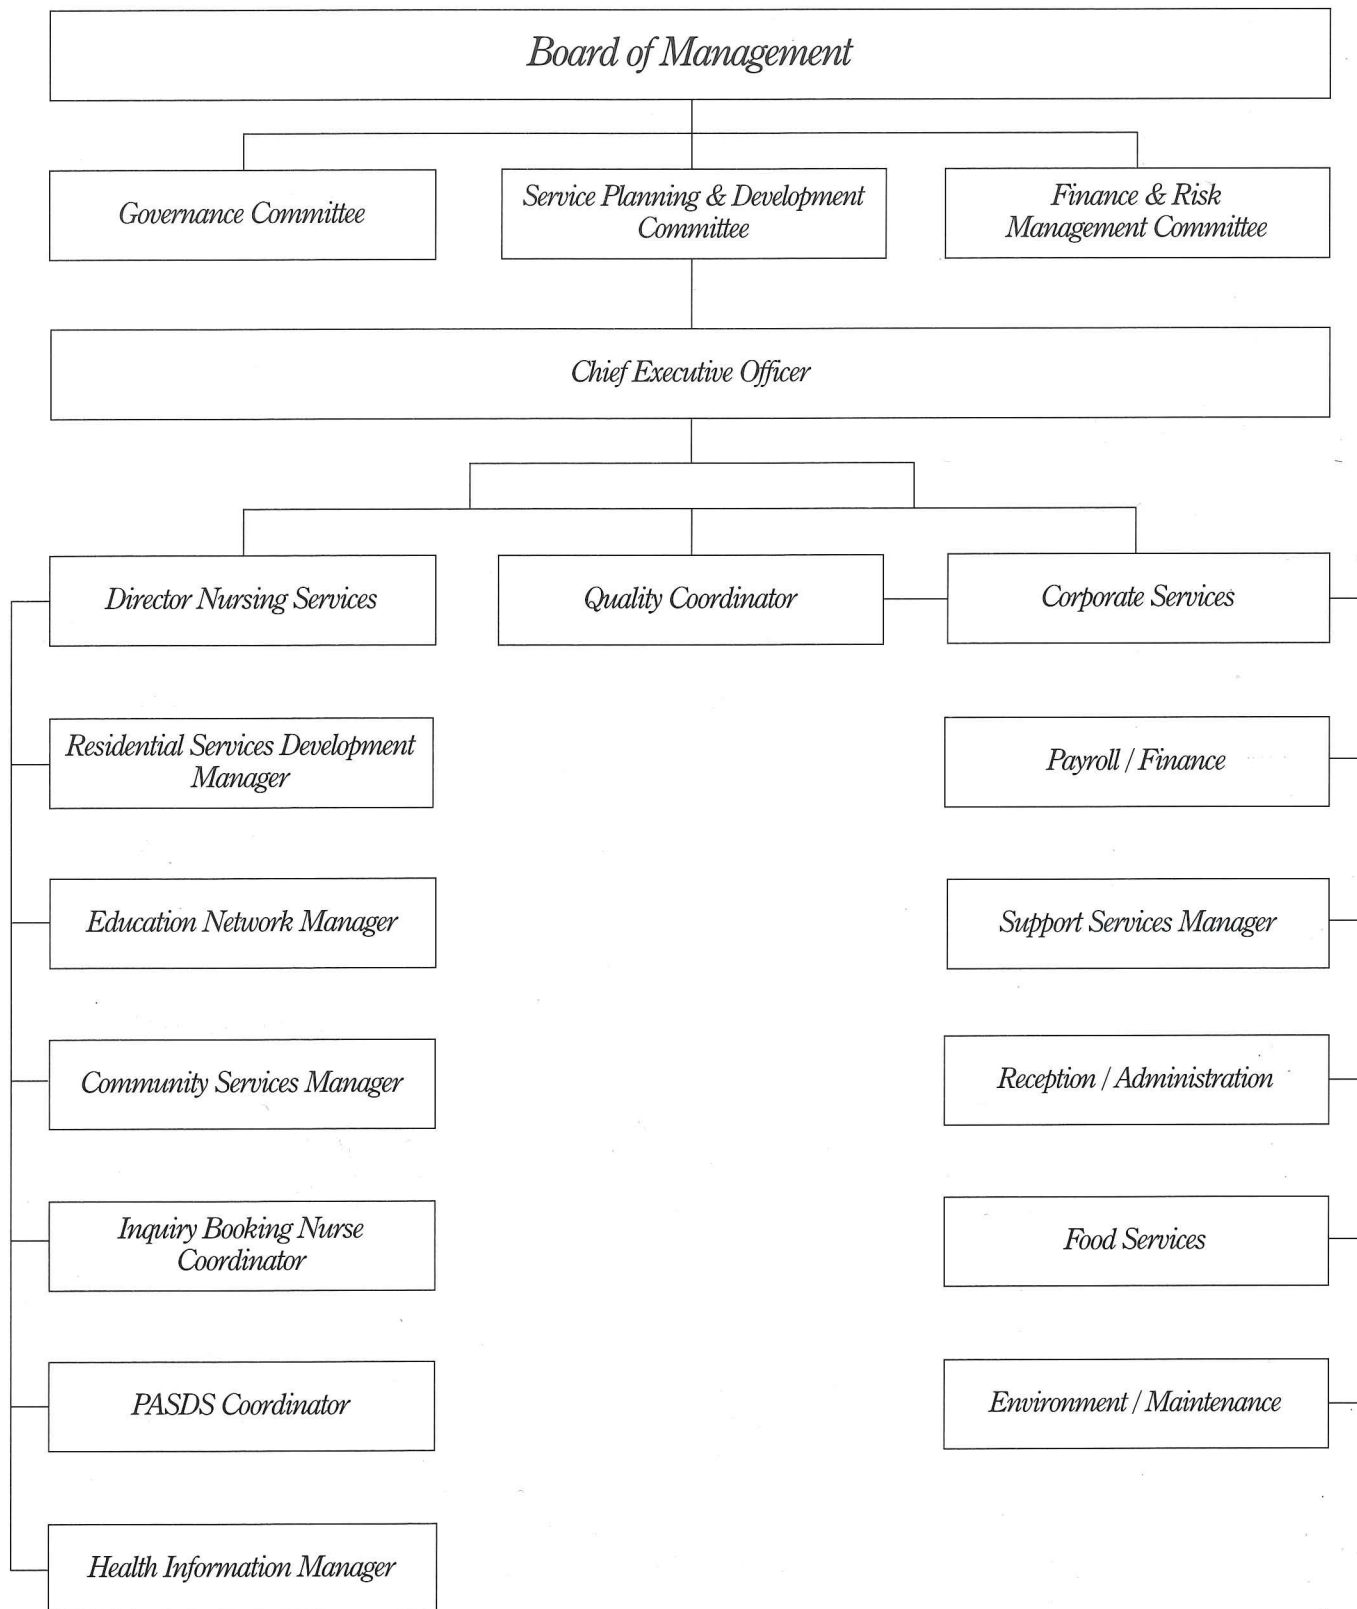 Board of Management
Governance Committee
Service Planning & Development
Committee
Finance & Risk
Management Committee
Chief Executive Officer
Director Nursing Services
Quality Coordinator
Corporate Services
Residential Services Development
Manager
Payroll / Finance
Education Network Manager
Support Services Manager
Community Services Manager
Reception / Administration
Inquiry Booking Nurse
Coordinator
Food Services
PASDS Coordinator
Environment / Maintenance
Health Information Manager